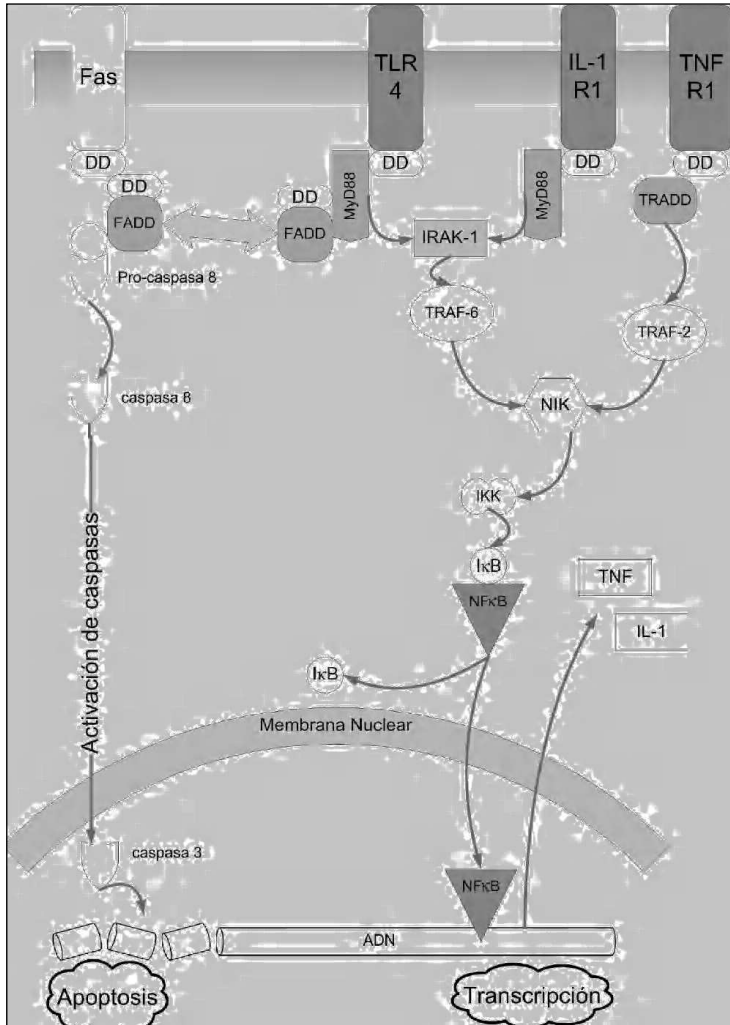 Fas
TLR
4
IL-1
R1
TNF
R1
DD
DD
DD
DD
DD
DD
MyD88
MyD88
FADD
FADD
IRAK-1
TRADD
Pro-caspasa 8
TRAF-6
TRAF-2
caspasa 8
NIK
IKK
Activación de caspasas
IκB
TNF
NFκB
IL-1
IκB
Membrana Nuclear
caspasa 3
NFκB
ADN
Apoptosis
Transcripción